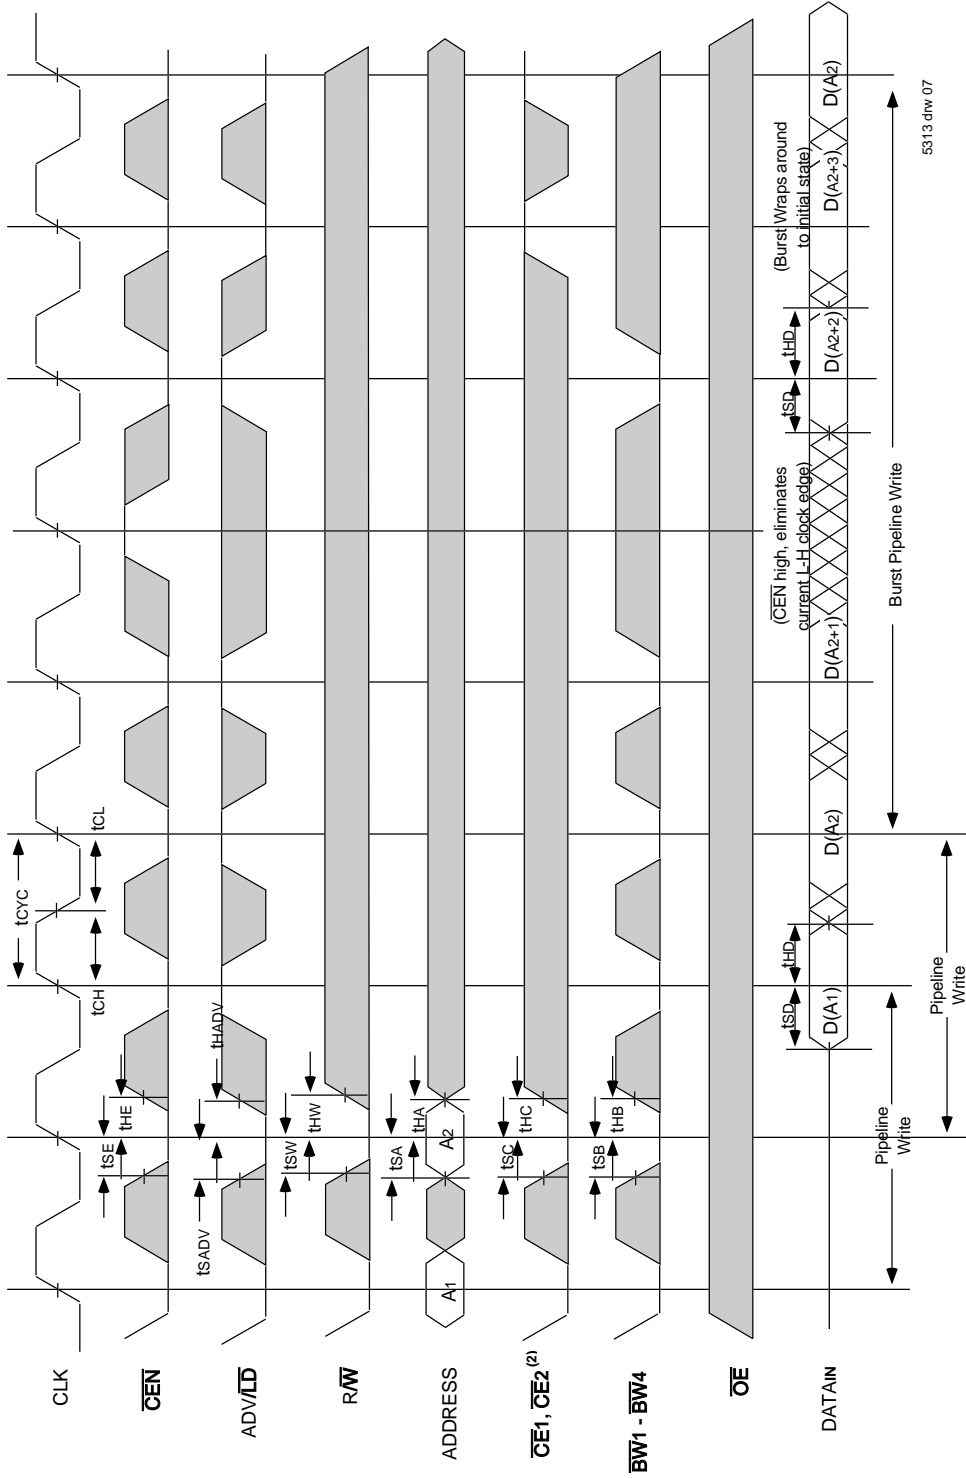 tCYC
tCH
tCL
CLK
tSE
tHE
CEN
tSADV
tHADV
ADV/LD
tSW
tHW
R/W
tSA
tHA
ADDRESS
A1
A2
tSC
tHC
CE1, CE2 (2)
tSB
tHB
BW1 - BW4
OE
(CEN high, eliminates
current L-H clock edge)
(Burst Wraps around
to initial state)
tSD
tHD
tSD
tHD
DATAIN
D(A1)
D(A2)
D(A2+1)
D(A2+2)
D(A2+3)
D(A2)
Pipeline
Write
Pipeline
Write
Burst Pipeline Write
5313 drw 07